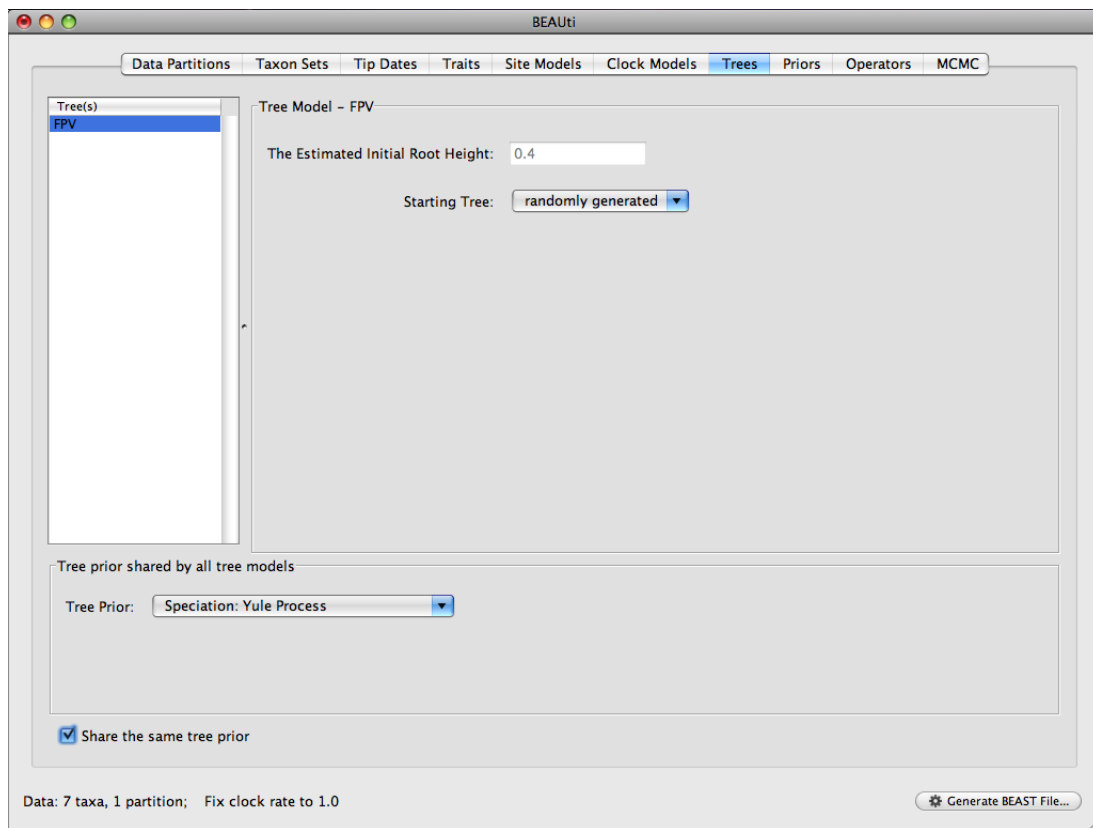 BEAUti
Data Partitions Taxon Sets Tip Dates Traits Site Models Clock Models Trees Priors Operators MCMC
Tree(s)
FPV
Tree Model – FPV
The Estimated Initial Root Height: 0.4
Starting Tree: randomly generated
Tree prior shared by all tree models
Tree Prior: Speciation: Yule Process
Share the same tree prior
Data: 7 taxa, 1 partition; Fix clock rate to 1.0
Generate BEAST File...